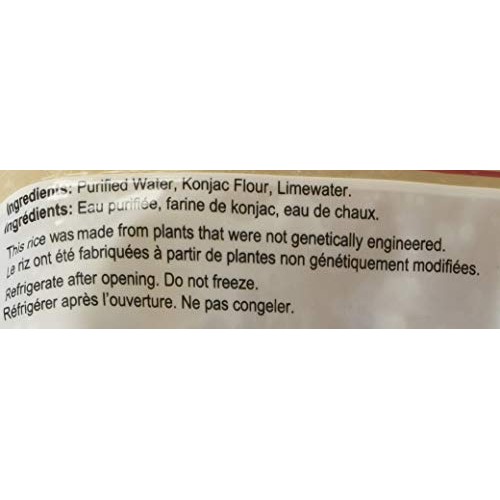 Ingredients: Purified Water, Konjac Flour, Limewater.
Ingrédients: Eau purifiée, farine de konjac, eau de chaux.
This rice was made from plants that were not genetically engineered.
Le riz ont été fabriquées à partir de plantes non génétiquement modifiées.
Refrigerate after opening. Do not freeze.
Réfrigérer après l'ouverture. Ne pas congeler.